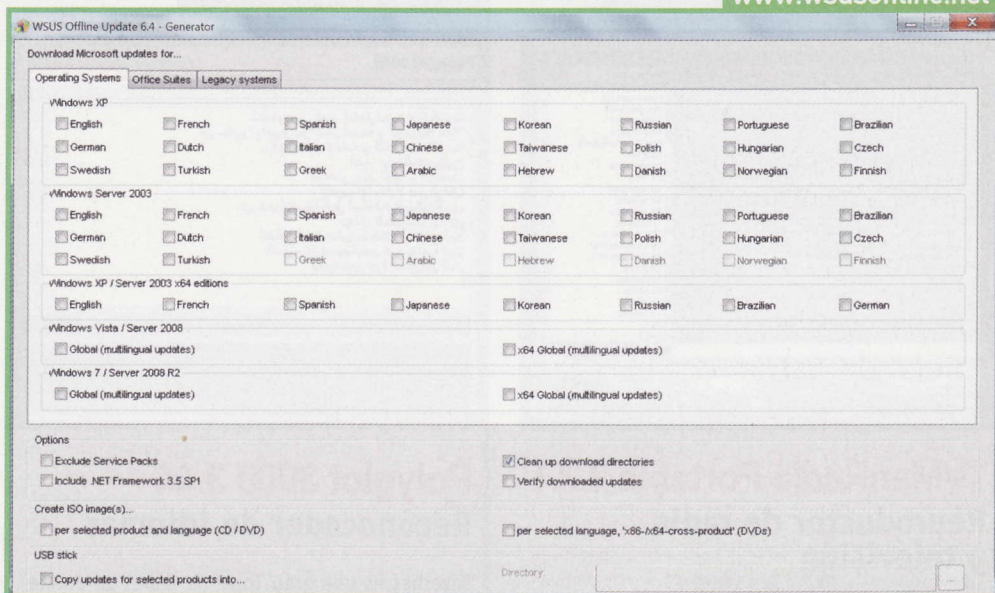 www.wsusoffline.net
WSUS Offline Update 6.4 - Generator
Download Microsoft updates for...
Operating Systems Office Suites Legacy systems
Windows XP
English French Spanish Japanese Korean Russian Portuguese Brazilian
German Dutch Italian Chinese Taiwanese Polish Hungarian Czech
Swedish Turkish Greek Arabic Hebrew Danish Norwegian Finnish
Windows Server 2003
English French Spanish Japanese Korean Russian Portuguese Brazilian
German Dutch Italian Chinese Taiwanese Polish Hungarian Czech
Swedish Turkish Greek Arabic Hebrew Danish Norwegian Finnish
Windows XP / Server 2003 x64 editions
English French Spanish Japanese Korean Russian Brazilian German
Windows Vista / Server 2008
Global (multilingual updates) x64 Global (multilingual updates)
Windows 7 / Server 2008 R2
Global (multilingual updates) x64 Global (multilingual updates)
Options
Exclude Service Packs Clean up download directories
Include .NET Framework 3.5 SP1 Verify downloaded updates
Create ISO image(s)...
per selected product and language (CD / DVD) per selected language, 'x86-/x64-cross-product' (DVDs)
USB stick
Copy updates for selected products into... Directory: